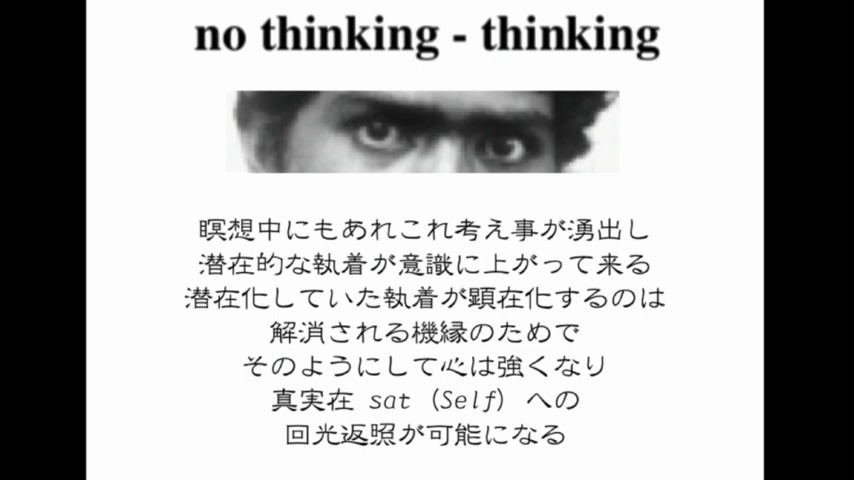 no thinking - thinking
瞑想中にもあれこれ考え事が湧出し
潜在的な執着が意識に上がって来る
潜在化していた執着が顕在化するのは
解消される機縁のためで
そのようにして心は強くなり
真実在 sat (Self) への
回光返照が可能になる